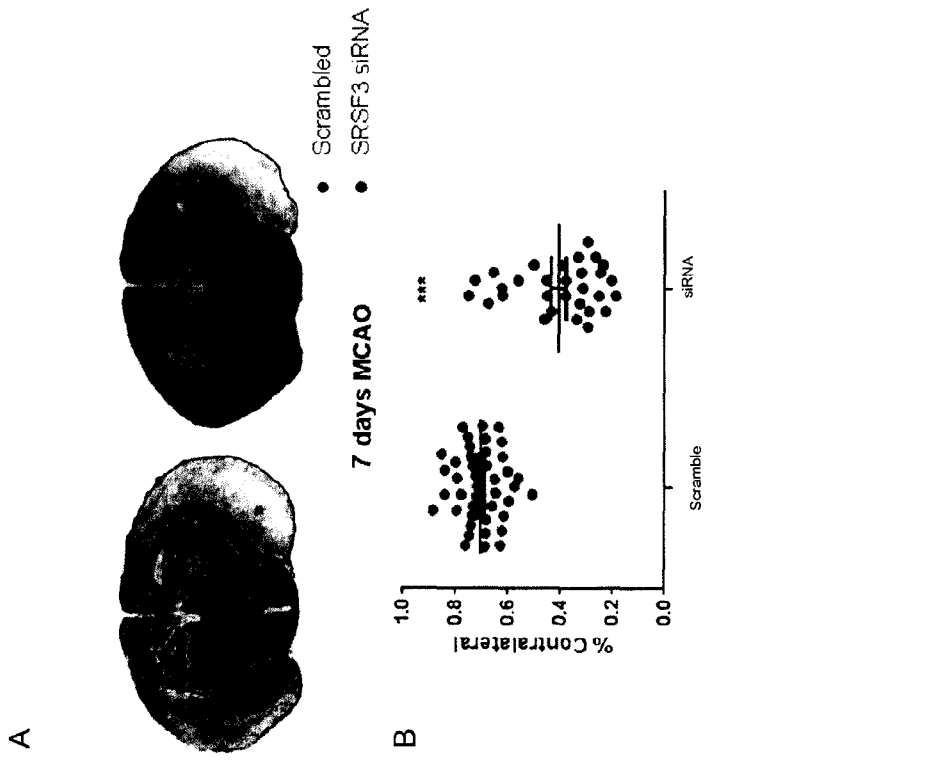 A
Scrambled
SRSF3 siRNA
B
7 days MCAO
***
% Contralateral
1.0
0.8
0.6
0.4
0.2
0.0
Scramble
siRNA